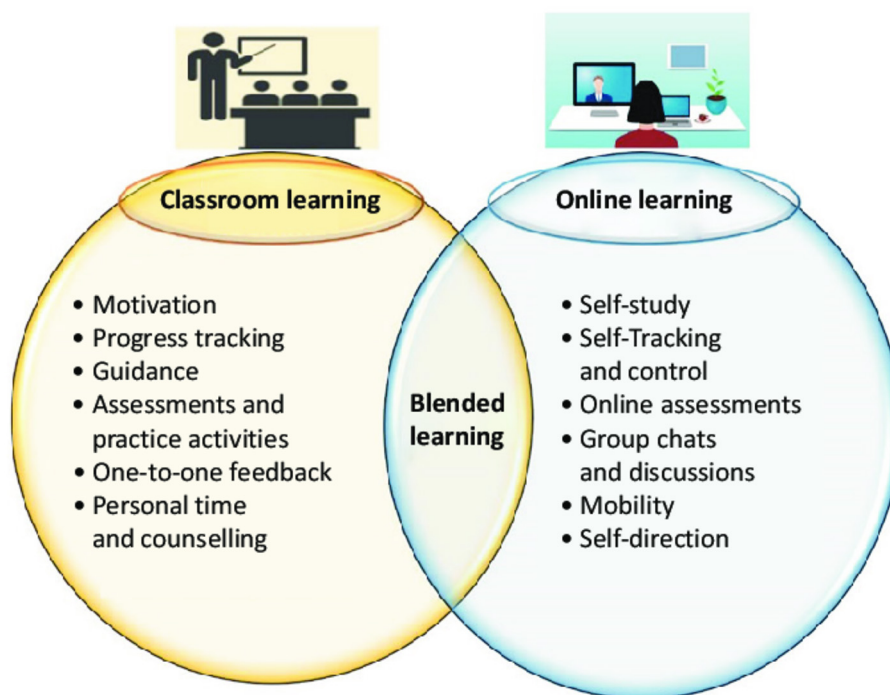 Classroom learning
• Motivation
• Progress tracking
• Guidance
• Assessments and
practice activities
• One-to-one feedback
• Personal time
and counselling
Blended
learning
Online learning
• Self-study
• Self-Tracking
and control
• Online assessments
• Group chats
and discussions
• Mobility
• Self-direction